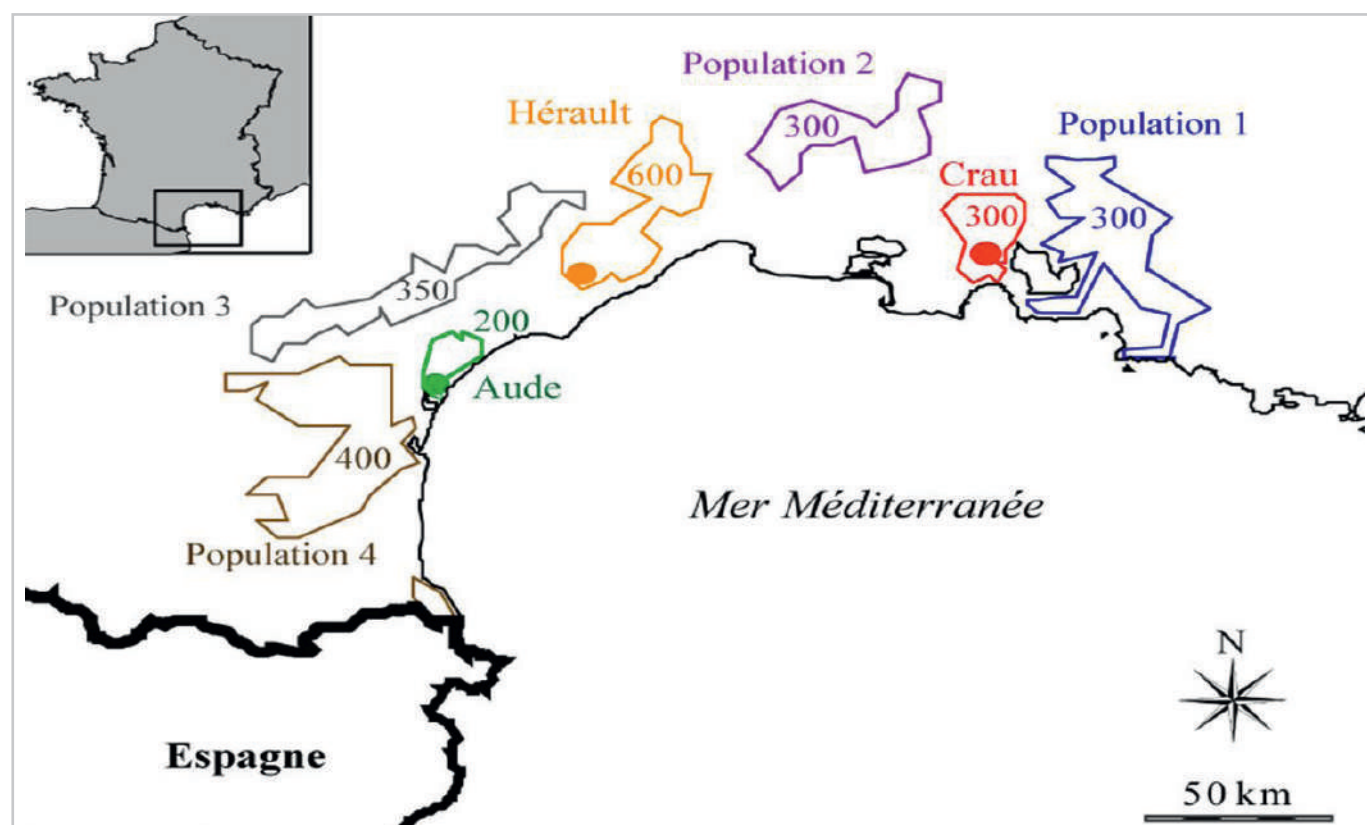 Population 2
300
Hérault
600
Population 1
300
Crau
300
Population 3
350
200
Aude
400
Population 4
Mer Méditerranée
Espagne
N
50 km